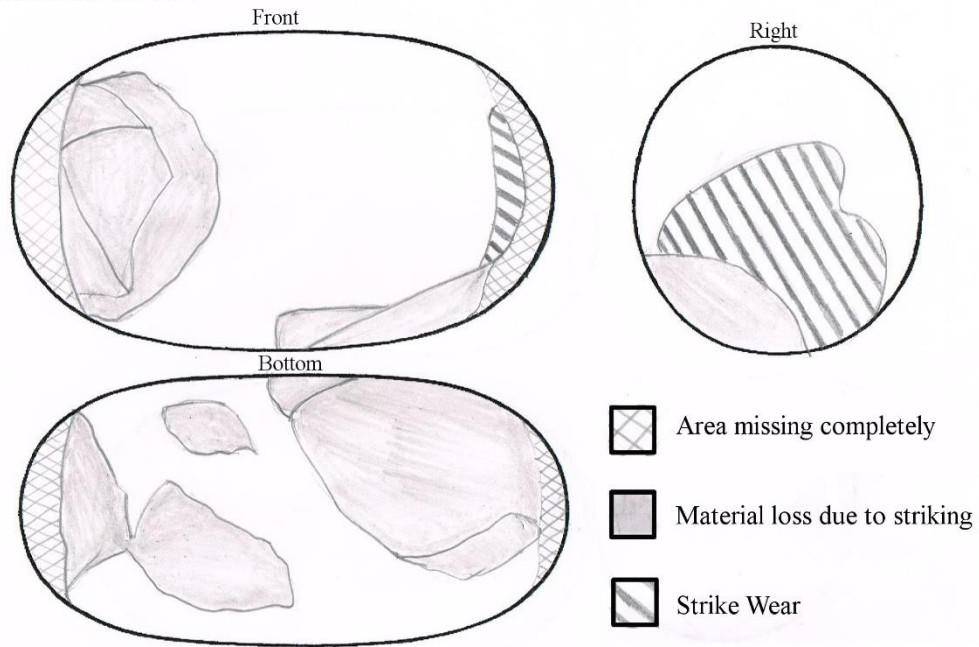 Front
Right
Bottom
Area missing completely
Material loss due to striking
Strike Wear